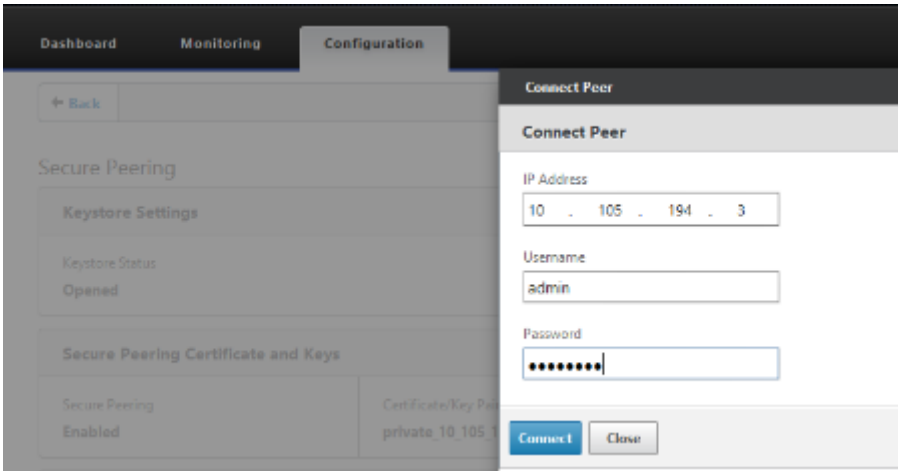 Dashboard Monitoring Configuration
Connect Peer
← Back
Connect Peer
Secure Peering
IP Address
Keystore Settings
10 . 105 . 194 . 3
Keystore Status
Opened
Username
admin
Password
••••••••
Secure Peering Certificate and Keys
Secure Peering Certificate/Key Pair
Enabled private_10_105_1
Connect Close